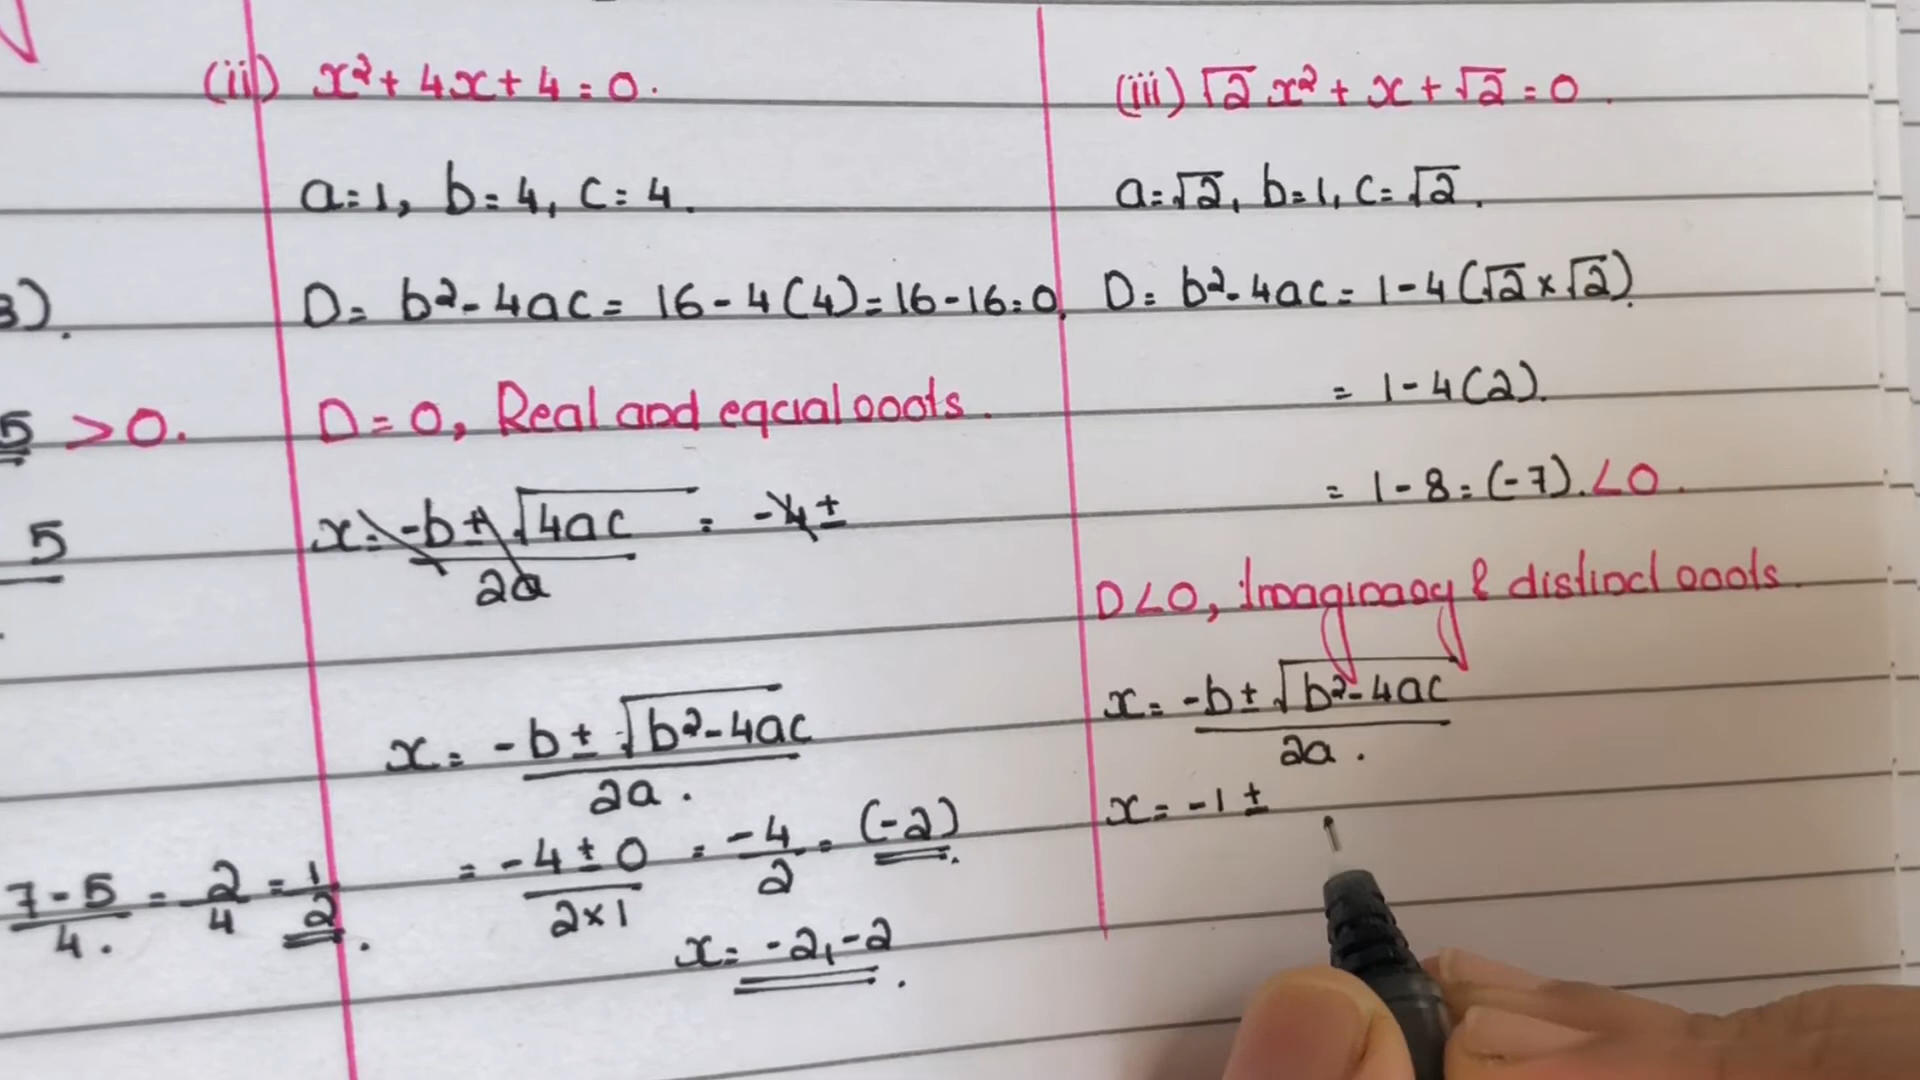 3).
5 > 0.
5
7-5/4. = 2/4 = 1/2.
(ii) x² + 4x + 4 = 0.
a = 1, b = 4, c = 4.
D = b² - 4ac = 16 - 4(4) = 16 - 16 = 0.
D = 0, Real and equal roots.
x = -b ± √4ac / 2a = -4 ±
x = -b ± √b² - 4ac / 2a.
= -4 ± 0 / 2×1 = -4/2 = (-2).
x = -2, -2.
(iii) √2 x² + x + √2 = 0.
a = √2, b = 1, c = √2.
D = b² - 4ac = 1 - 4(√2 × √2).
= 1 - 4(2).
= 1 - 8 = (-7). < 0.
D < 0, Imaginary & distinct roots.
x = -b ± √b² - 4ac / 2a.
x = -1 ±